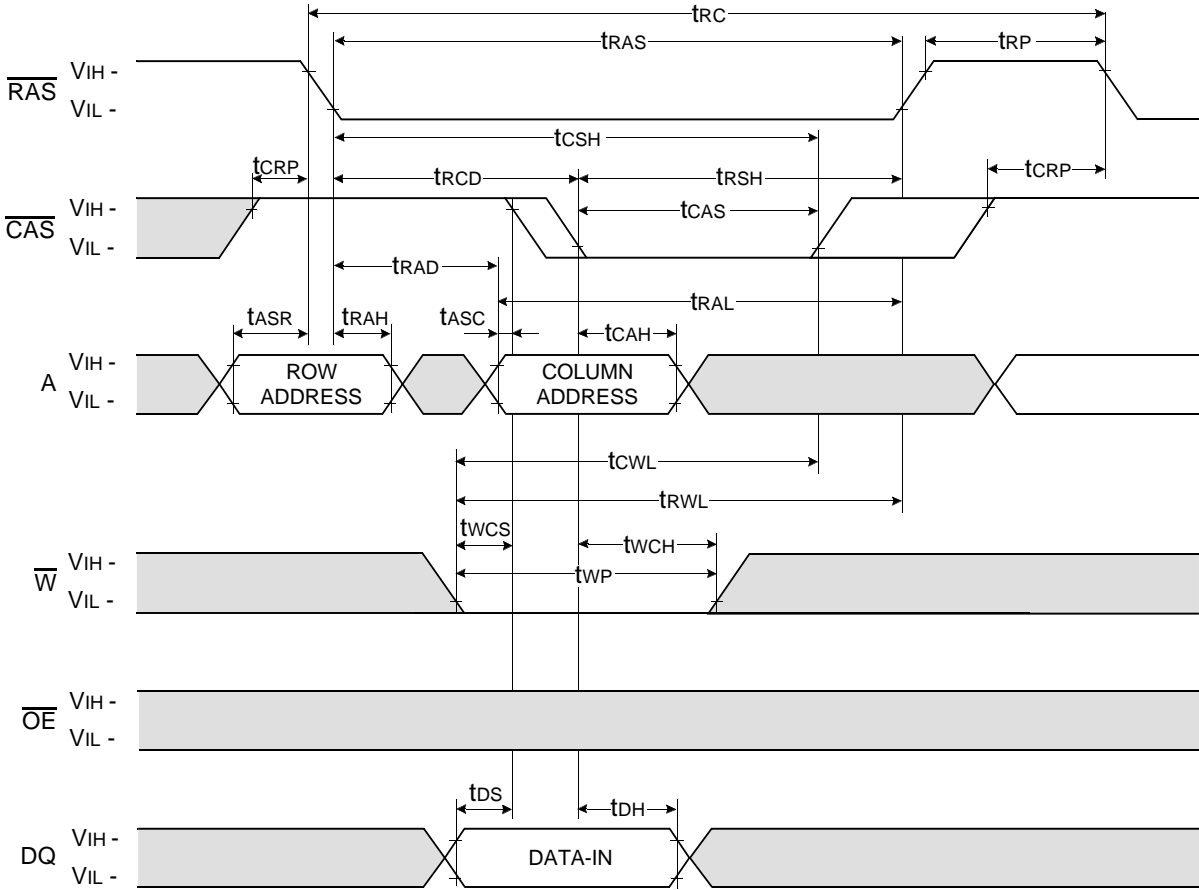 tRC
tRAS
tRP
RAS
VIH -
VIL -
tCSH
tCRP
tRCD
tRSH
tCRP
CAS
VIH -
VIL -
tCAS
tRAD
tRAL
tASR
tRAH
tASC
tCAH
A
VIH -
VIL -
ROW
ADDRESS
COLUMN
ADDRESS
tCWL
tRWL
tWCS
tWCH
W
VIH -
VIL -
tWP
OE
VIH -
VIL -
tDS
tDH
DQ
VIH -
VIL -
DATA-IN